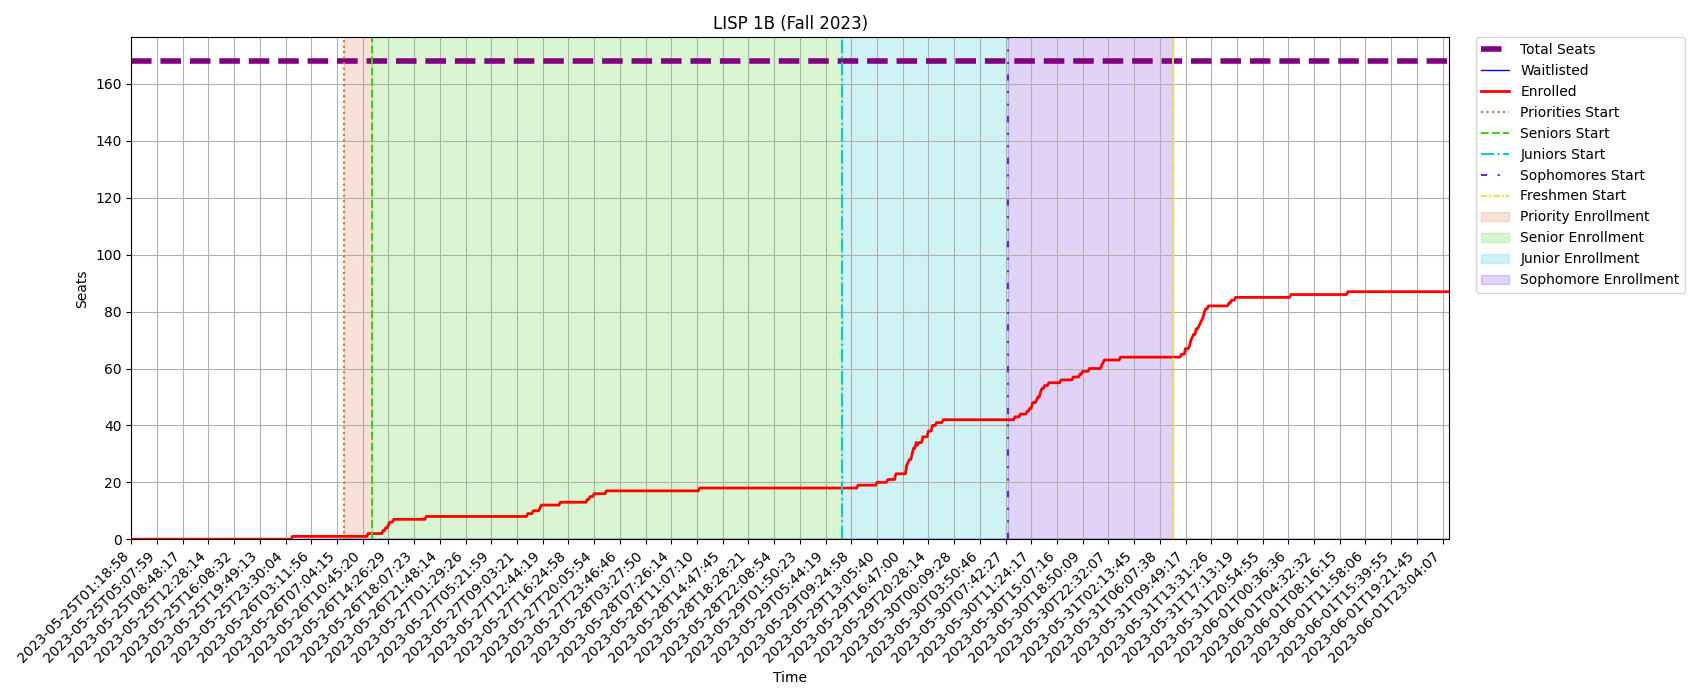 LISP 1B (Fall 2023)
Total Seats
Waitlisted
Enrolled
Priorities Start
Seniors Start
Juniors Start
Sophomores Start
Freshmen Start
Priority Enrollment
Senior Enrollment
Junior Enrollment
Sophomore Enrollment
Seats
160
140
120
100
80
60
40
20
0
2023-05-25T01:18:58
2023-05-25T05:07:59
2023-05-25T08:48:17
2023-05-25T12:28:14
2023-05-25T16:08:32
2023-05-25T19:49:13
2023-05-25T23:30:04
2023-05-26T03:11:56
2023-05-26T07:04:15
2023-05-26T10:45:20
2023-05-26T14:26:29
2023-05-26T18:07:23
2023-05-26T21:48:14
2023-05-27T01:29:26
2023-05-27T05:21:59
2023-05-27T09:03:21
2023-05-27T12:44:19
2023-05-27T16:24:58
2023-05-27T20:05:54
2023-05-27T23:46:46
2023-05-28T03:27:50
2023-05-28T07:26:14
2023-05-28T11:07:10
2023-05-28T14:47:45
2023-05-28T18:28:21
2023-05-28T22:08:54
2023-05-29T01:50:23
2023-05-29T05:44:19
2023-05-29T09:24:58
2023-05-29T13:05:40
2023-05-29T16:47:00
2023-05-29T20:28:14
2023-05-30T00:09:28
2023-05-30T03:50:46
2023-05-30T07:42:27
2023-05-30T11:24:17
2023-05-30T15:07:16
2023-05-30T18:50:09
2023-05-30T22:32:07
2023-05-31T02:13:45
2023-05-31T06:07:38
2023-05-31T09:49:17
2023-05-31T13:31:26
2023-05-31T17:13:19
2023-05-31T20:54:55
2023-06-01T00:36:36
2023-06-01T04:32:32
2023-06-01T08:16:15
2023-06-01T11:58:06
2023-06-01T15:39:55
2023-06-01T19:21:45
2023-06-01T23:04:07
Time